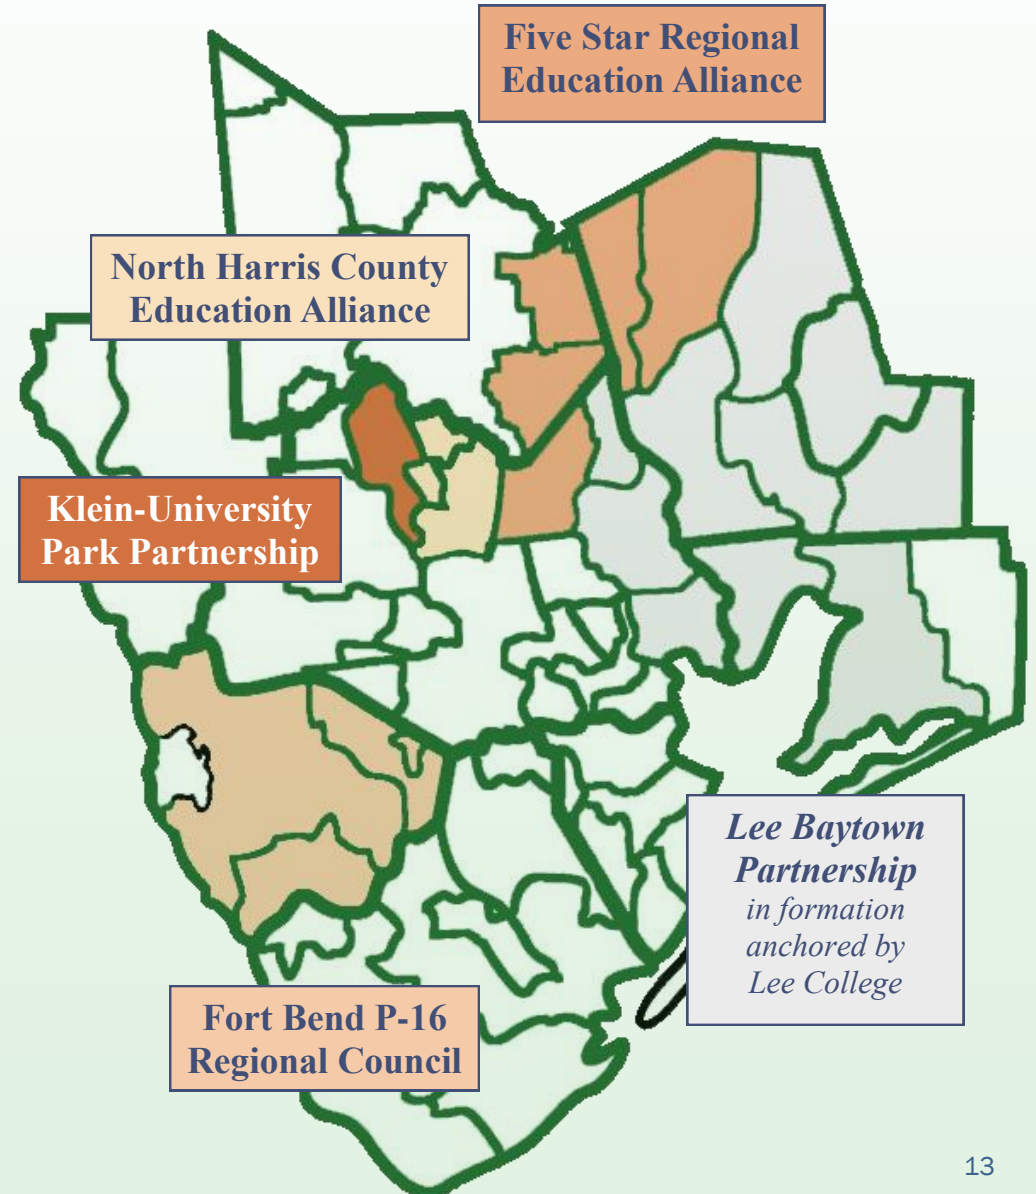 Five Star Regional
Education Alliance
North Harris County
Education Alliance
Klein-University
Park Partnership
Lee Baytown
Partnership
in formation
anchored by
Lee College
Fort Bend P-16
Regional Council
13